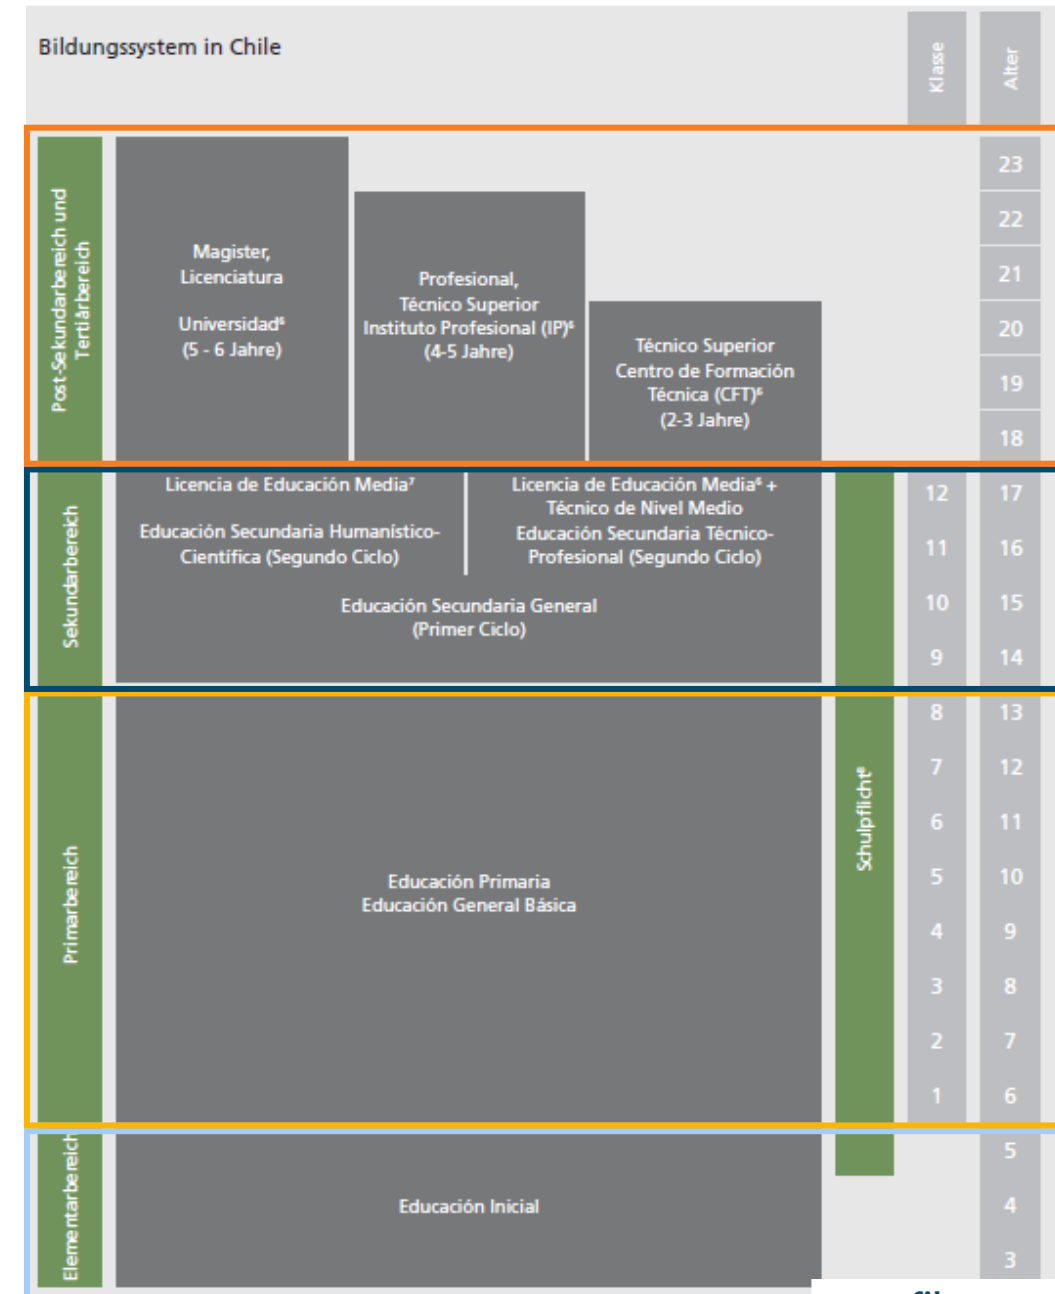 Bildungssystem in Chile
Klasse
Alter
Post-Sekundarbereich und
Tertiärbereich
Magister,
Licenciatura
Universidad⁶
(5 - 6 Jahre)
Profesional,
Técnico Superior
Instituto Profesional (IP)⁶
(4-5 Jahre)
Técnico Superior
Centro de Formación
Técnica (CFT)⁶
(2-3 Jahre)
23
22
21
20
19
18
Sekundarbereich
Licencia de Educación Media⁷
Educación Secundaria Humanístico-
Científica (Segundo Ciclo)
Licencia de Educación Media⁶ +
Técnico de Nivel Medio
Educación Secundaria Técnico-
Profesional (Segundo Ciclo)
Educación Secundaria General
(Primer Ciclo)
12 17
11 16
10 15
9 14
Primarbereich
Educación Primaria
Educación General Básica
Schulpflicht⁸
8 13
7 12
6 11
5 10
4 9
3 8
2 7
1 6
Elementarbereich
Educación Inicial
5
4
3